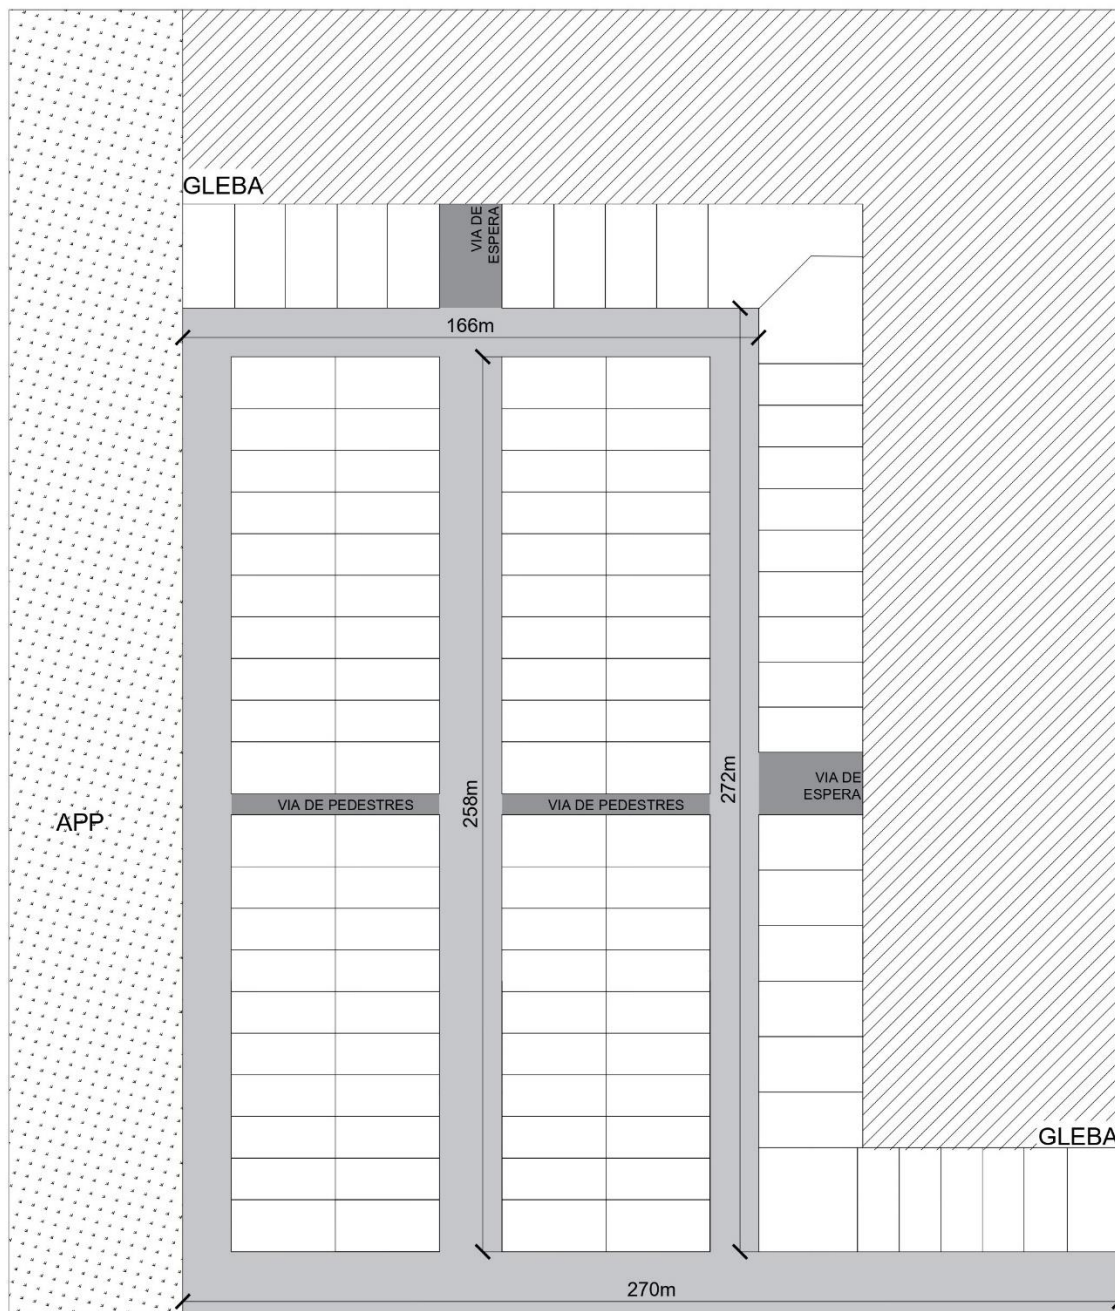 GLEBA
VIA DE
ESPERA
166m
258m
272m
VIA DE
ESPERA
VIA DE PEDESTRES
VIA DE PEDESTRES
APP
GLEBA
270m